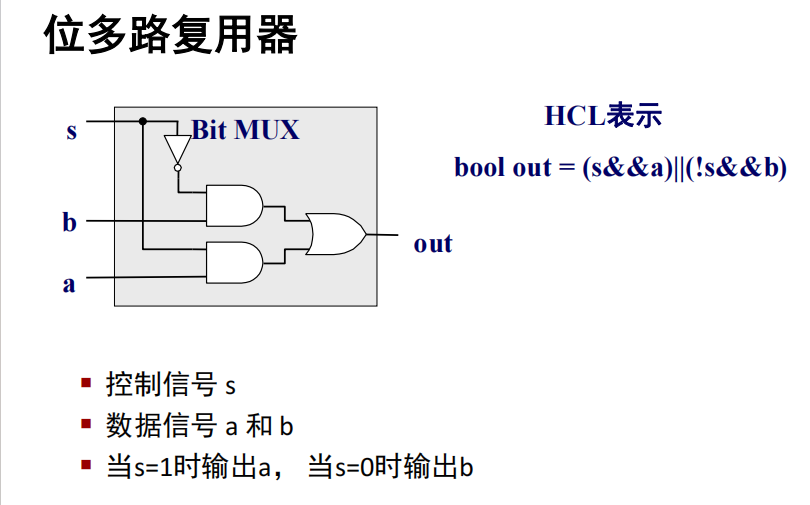 位多路复用器
s
Bit MUX
b
a
out
HCL表示
bool out = (s&&a)||(!s&&b)
控制信号 s
数据信号 a 和 b
当s=1时输出a， 当s=0时输出b